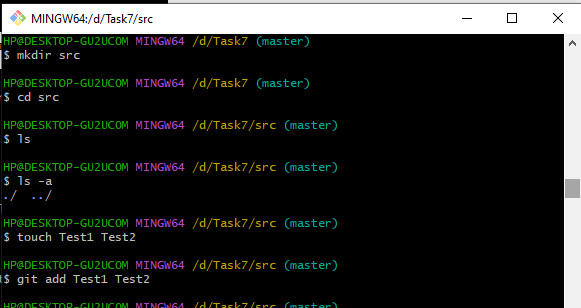 MINGW64:/d/Task7/src
HP@DESKTOP-GU2UCOM MINGW64 /d/Task7 (master)
$ mkdir src
HP@DESKTOP-GU2UCOM MINGW64 /d/Task7 (master)
$ cd src
HP@DESKTOP-GU2UCOM MINGW64 /d/Task7/src (master)
$ ls
HP@DESKTOP-GU2UCOM MINGW64 /d/Task7/src (master)
$ ls -a
./  ../
HP@DESKTOP-GU2UCOM MINGW64 /d/Task7/src (master)
$ touch Test1 Test2
HP@DESKTOP-GU2UCOM MINGW64 /d/Task7/src (master)
$ git add Test1 Test2
HP@DESKTOP-GU2UCOM MINGW64 /d/Task7/src (master)